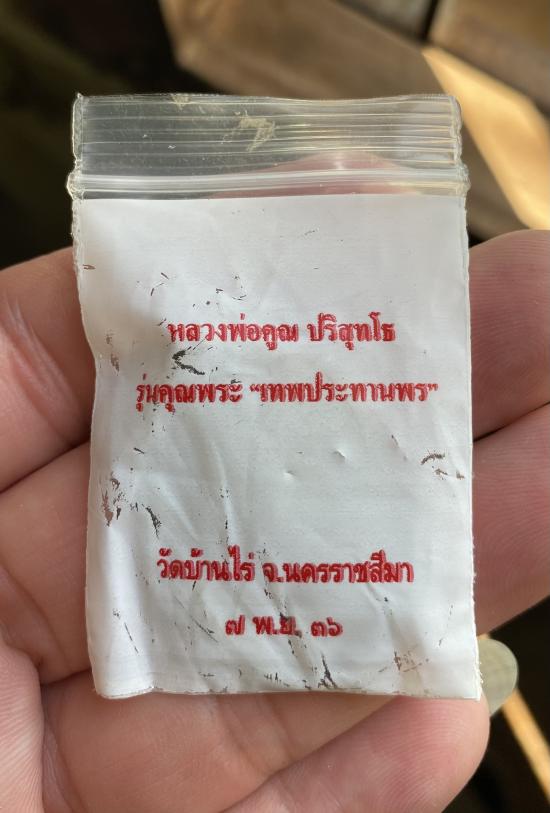 หลวงพ่อคูณ ปริสุทโธ
รุ่นคุณพระ “เทพประทานพร”
วัดบ้านไร่ จ.นครราชสีมา
๗ พ.ย. ๓๖